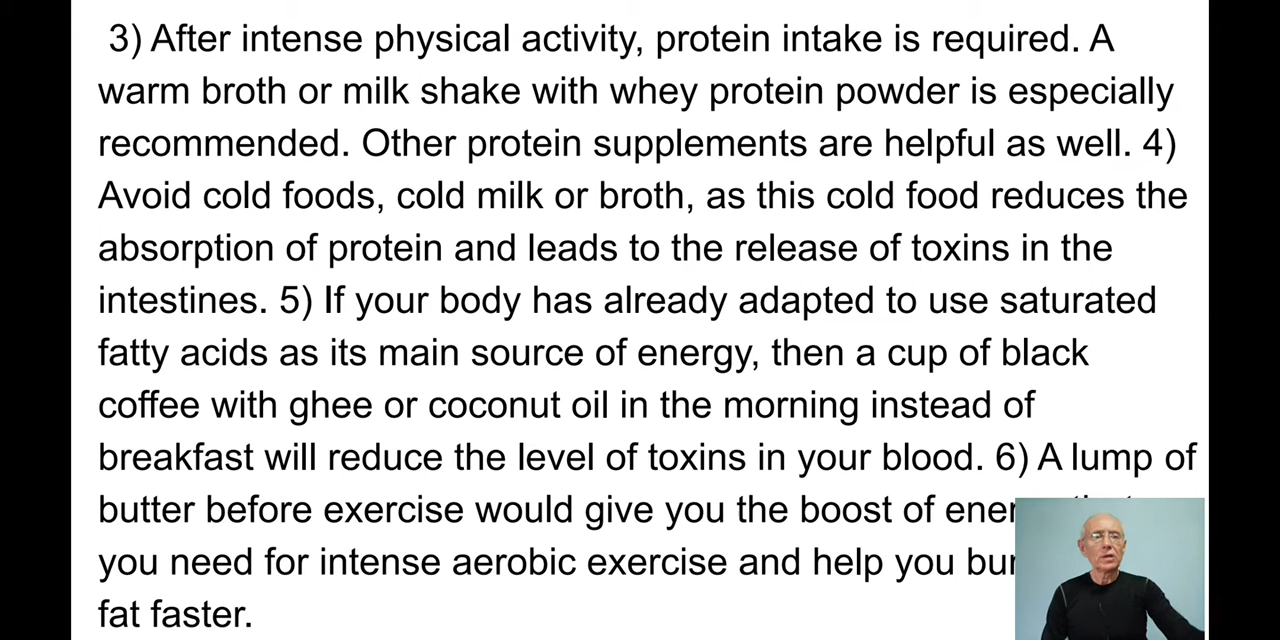 3) After intense physical activity, protein intake is required. A
warm broth or milk shake with whey protein powder is especially
recommended. Other protein supplements are helpful as well. 4)
Avoid cold foods, cold milk or broth, as this cold food reduces the
absorption of protein and leads to the release of toxins in the
intestines. 5) If your body has already adapted to use saturated
fatty acids as its main source of energy, then a cup of black
coffee with ghee or coconut oil in the morning instead of
breakfast will reduce the level of toxins in your blood. 6) A lump of
butter before exercise would give you the boost of
you need for intense aerobic exercise and help you
fat faster.